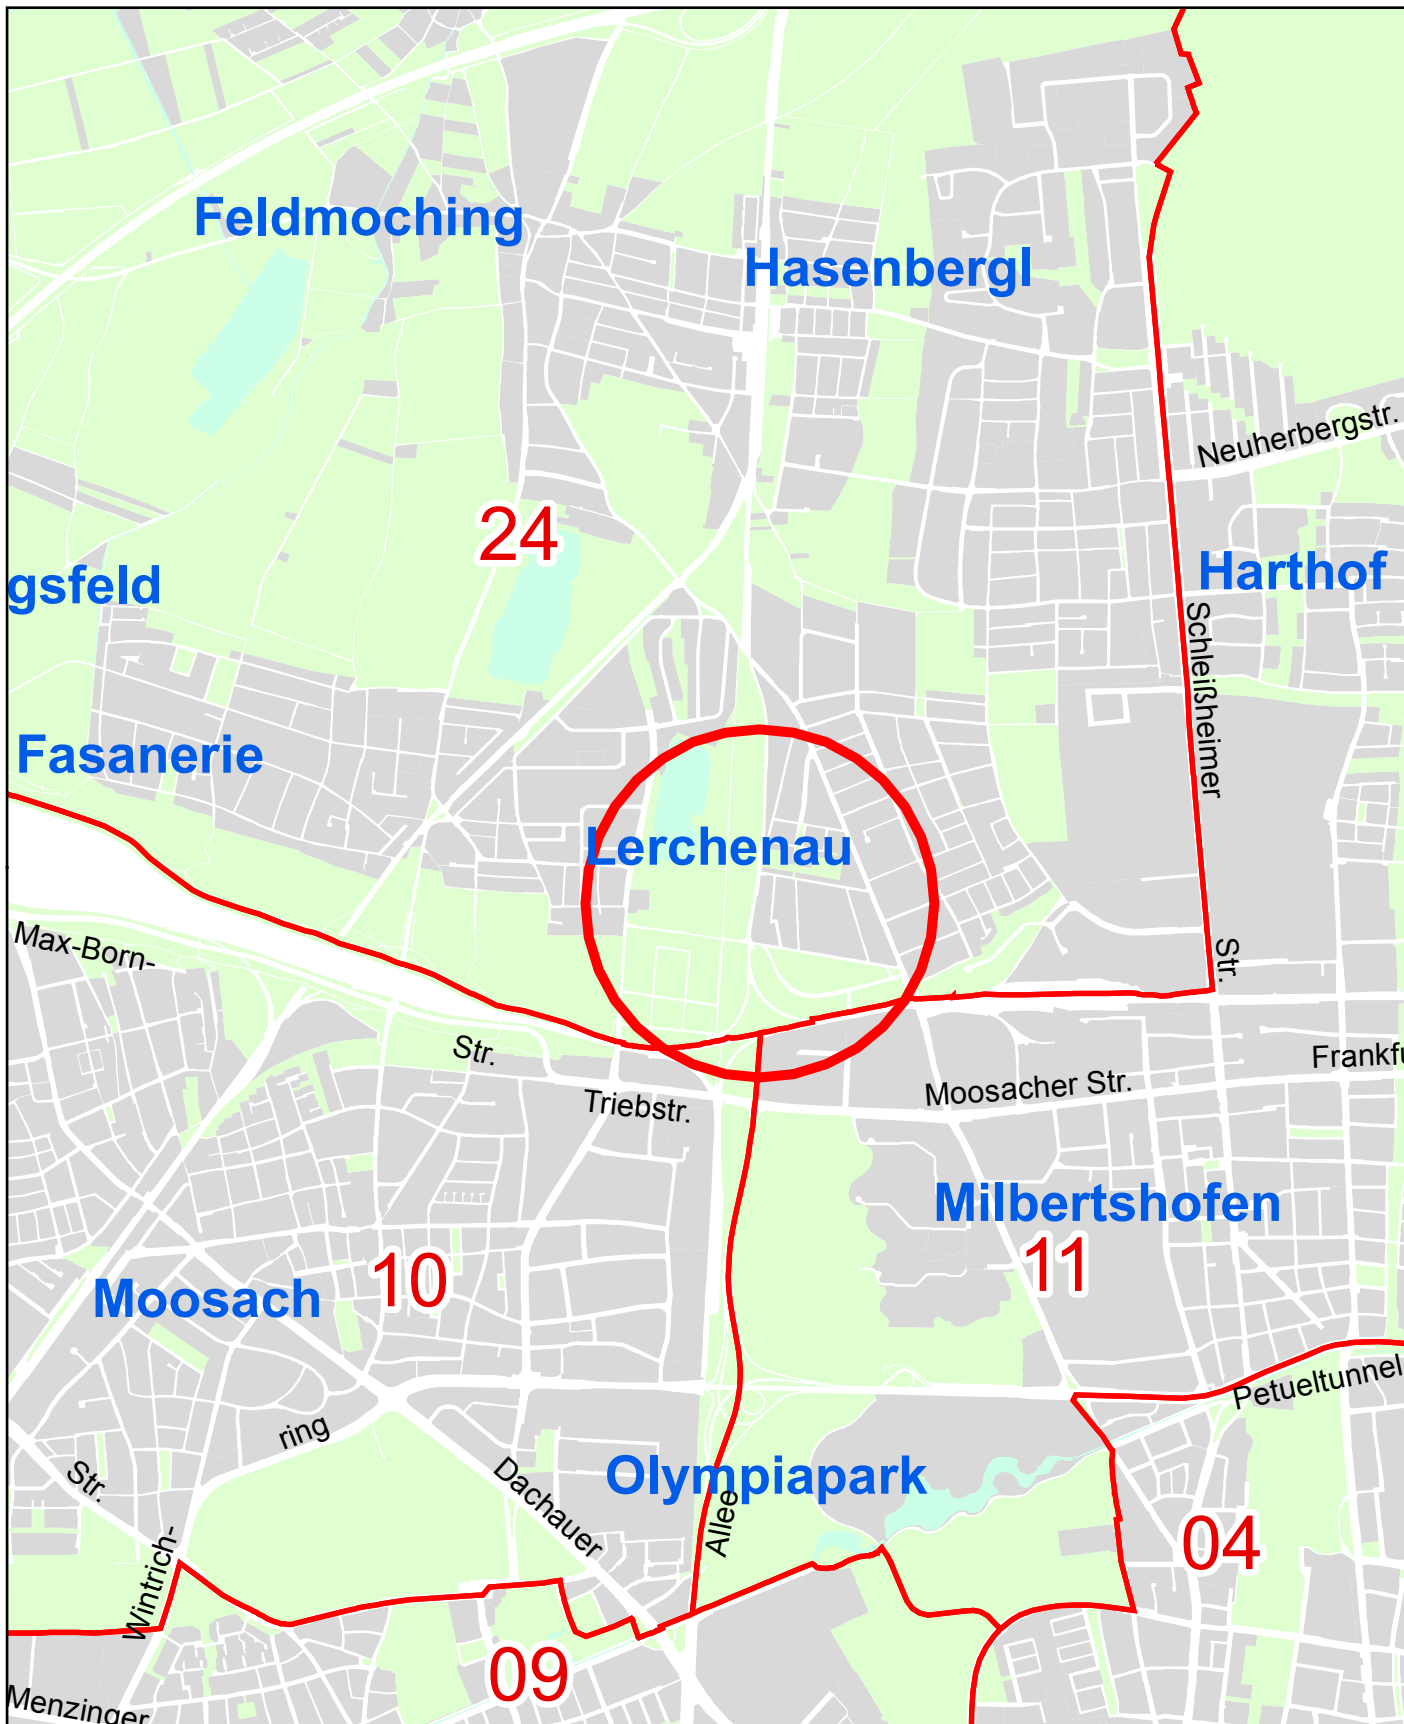 Feldmoching
Hasenbergl
Neuherbergstr.
24
gsfeld
Harthof
Schleißheimer
Fasanerie
Lerchenau
Max-Born-
Str.
Str.
Frankfu
Triebstr.
Moosacher Str.
Milbertshofen
10
11
Moosach
Petueltunnel
ring
Str.
Dachauer
Olympiapark
Allee
04
Wintrich-
09
Menzinger